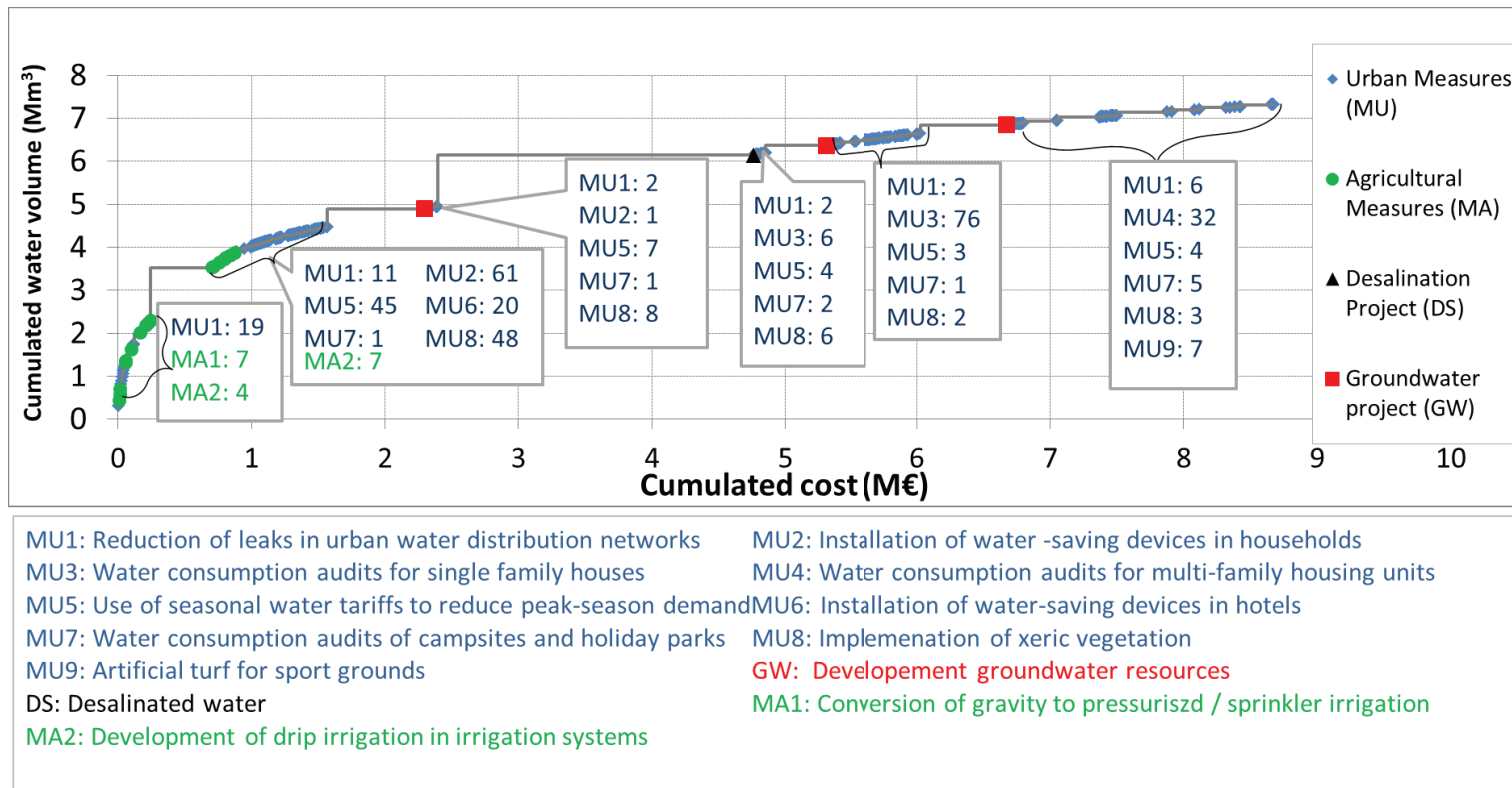 Cumulated water volume (Mm³)
8
7
6
5
4
3
2
1
0
0 1 2 3 4 5 6 7 8 9 10
Cumulated cost (M€)
MU1: 19
MA1: 7
MA2: 4
MU1: 11 MU2: 61
MU5: 45 MU6: 20
MU7: 1 MU8: 48
MA2: 7
MU1: 2
MU2: 1
MU5: 7
MU7: 1
MU8: 8
MU1: 2
MU3: 6
MU5: 4
MU7: 2
MU8: 6
MU1: 2
MU3: 76
MU5: 3
MU7: 1
MU8: 2
MU1: 6
MU4: 32
MU5: 4
MU7: 5
MU8: 3
MU9: 7
Urban Measures
(MU)
Agricultural
Measures (MA)
Desalination
Project (DS)
Groundwater
project (GW)
MU1: Reduction of leaks in urban water distribution networks
MU2: Installation of water -saving devices in households
MU3: Water consumption audits for single family houses
MU4: Water consumption audits for multi-family housing units
MU5: Use of seasonal water tariffs to reduce peak-season demand
MU6: Installation of water-saving devices in hotels
MU7: Water consumption audits of campsites and holiday parks
MU8: Implemenation of xeric vegetation
MU9: Artificial turf for sport grounds
GW: Developement groundwater resources
DS: Desalinated water
MA1: Conversion of gravity to pressuriszd / sprinkler irrigation
MA2: Development of drip irrigation in irrigation systems